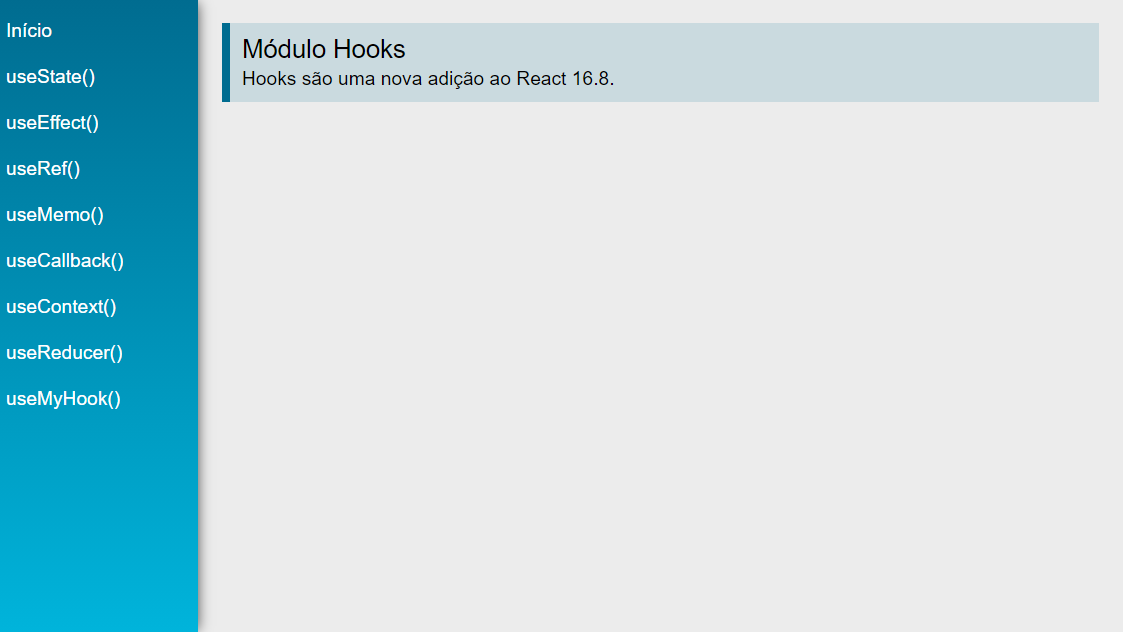 Início
useState()
useEffect()
useRef()
useMemo()
useCallback()
useContext()
useReducer()
useMyHook()
Módulo Hooks
Hooks são uma nova adição ao React 16.8.